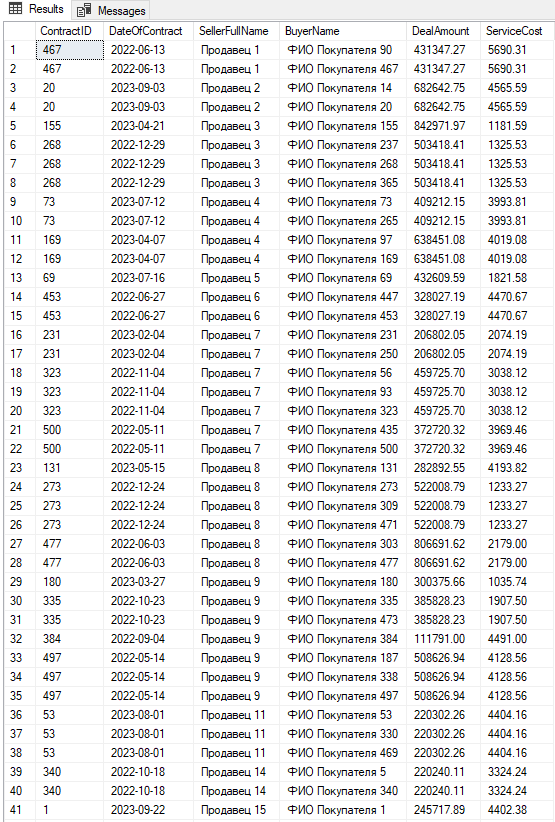 Results Messages
ContractID DateOfContract SellerFullName BuyerName DealAmount ServiceCost
1 467 2022-06-13 Продавец 1 ФИО Покупателя 90 431347.27 5690.31
2 467 2022-06-13 Продавец 1 ФИО Покупателя 467 431347.27 5690.31
3 20 2023-09-03 Продавец 2 ФИО Покупателя 14 682642.75 4565.59
4 20 2023-09-03 Продавец 2 ФИО Покупателя 20 682642.75 4565.59
5 155 2023-04-21 Продавец 3 ФИО Покупателя 155 842971.97 1181.59
6 268 2022-12-29 Продавец 3 ФИО Покупателя 237 503418.41 1325.53
7 268 2022-12-29 Продавец 3 ФИО Покупателя 268 503418.41 1325.53
8 268 2022-12-29 Продавец 3 ФИО Покупателя 365 503418.41 1325.53
9 73 2023-07-12 Продавец 4 ФИО Покупателя 73 409212.15 3993.81
10 73 2023-07-12 Продавец 4 ФИО Покупателя 265 409212.15 3993.81
11 169 2023-04-07 Продавец 4 ФИО Покупателя 97 638451.08 4019.08
12 169 2023-04-07 Продавец 4 ФИО Покупателя 169 638451.08 4019.08
13 69 2023-07-16 Продавец 5 ФИО Покупателя 69 432609.59 1821.58
14 453 2022-06-27 Продавец 6 ФИО Покупателя 447 328027.19 4470.67
15 453 2022-06-27 Продавец 6 ФИО Покупателя 453 328027.19 4470.67
16 231 2023-02-04 Продавец 7 ФИО Покупателя 231 206802.05 2074.19
17 231 2023-02-04 Продавец 7 ФИО Покупателя 250 206802.05 2074.19
18 323 2022-11-04 Продавец 7 ФИО Покупателя 56 459725.70 3038.12
19 323 2022-11-04 Продавец 7 ФИО Покупателя 93 459725.70 3038.12
20 323 2022-11-04 Продавец 7 ФИО Покупателя 323 459725.70 3038.12
21 500 2022-05-11 Продавец 7 ФИО Покупателя 435 372720.32 3969.46
22 500 2022-05-11 Продавец 7 ФИО Покупателя 500 372720.32 3969.46
23 131 2023-05-15 Продавец 8 ФИО Покупателя 131 282892.55 4193.82
24 273 2022-12-24 Продавец 8 ФИО Покупателя 273 522008.79 1233.27
25 273 2022-12-24 Продавец 8 ФИО Покупателя 309 522008.79 1233.27
26 273 2022-12-24 Продавец 8 ФИО Покупателя 471 522008.79 1233.27
27 477 2022-06-03 Продавец 8 ФИО Покупателя 303 806691.62 2179.00
28 477 2022-06-03 Продавец 8 ФИО Покупателя 477 806691.62 2179.00
29 180 2023-03-27 Продавец 9 ФИО Покупателя 180 300375.66 1035.74
30 335 2022-10-23 Продавец 9 ФИО Покупателя 335 385828.23 1907.50
31 335 2022-10-23 Продавец 9 ФИО Покупателя 473 385828.23 1907.50
32 384 2022-09-04 Продавец 9 ФИО Покупателя 384 111791.00 4491.00
33 497 2022-05-14 Продавец 9 ФИО Покупателя 187 508626.94 4128.56
34 497 2022-05-14 Продавец 9 ФИО Покупателя 338 508626.94 4128.56
35 497 2022-05-14 Продавец 9 ФИО Покупателя 497 508626.94 4128.56
36 53 2023-08-01 Продавец 11 ФИО Покупателя 53 220302.26 4404.16
37 53 2023-08-01 Продавец 11 ФИО Покупателя 330 220302.26 4404.16
38 53 2023-08-01 Продавец 11 ФИО Покупателя 469 220302.26 4404.16
39 340 2022-10-18 Продавец 14 ФИО Покупателя 5 220240.11 3324.24
40 340 2022-10-18 Продавец 14 ФИО Покупателя 340 220240.11 3324.24
41 1 2023-09-22 Продавец 15 ФИО Покупателя 1 245717.89 4402.38